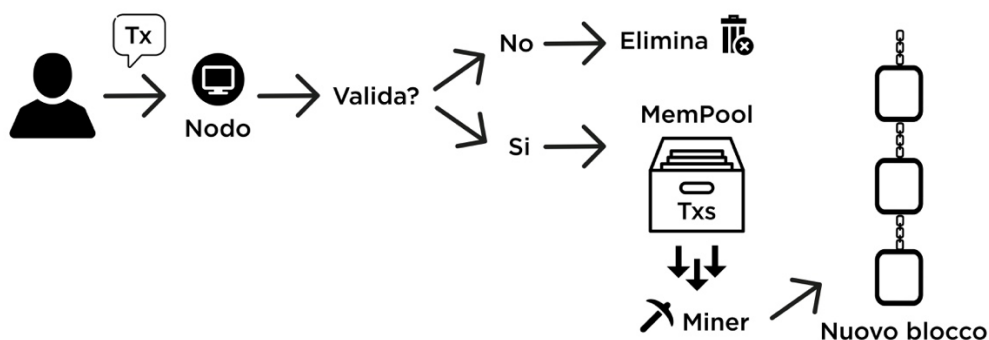 Tx
Nodo
Valida?
No
Elimina
Si
MemPool
Txs
Miner
Nuovo blocco